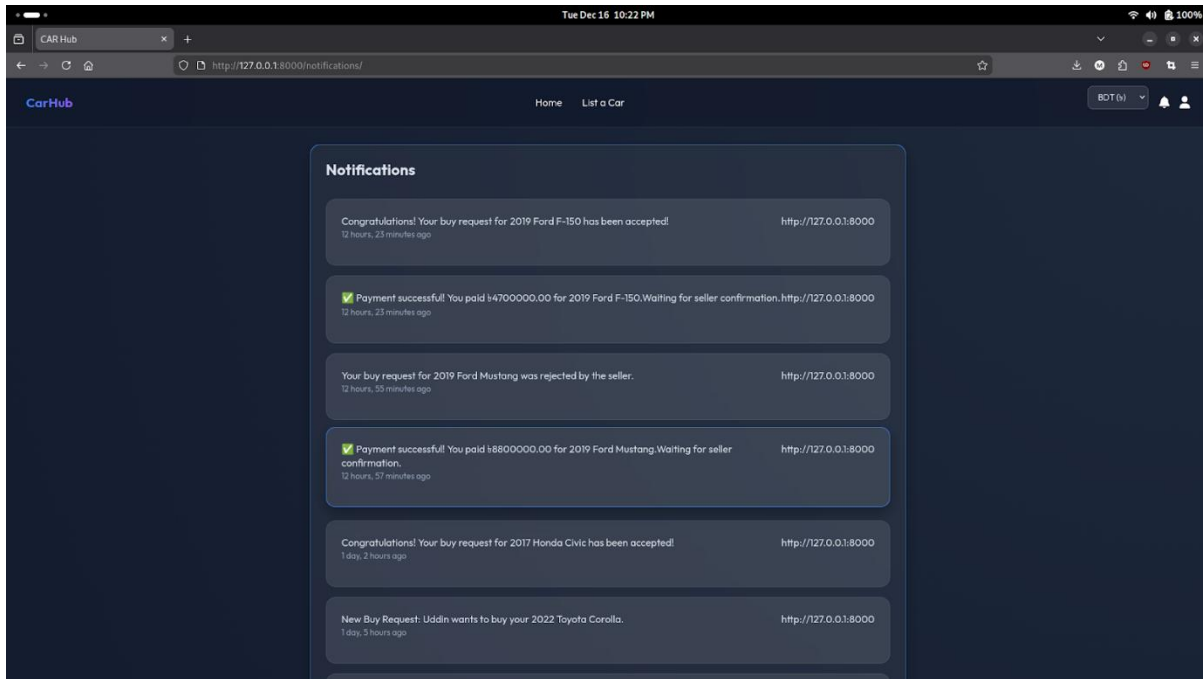 Tue Dec 16 10:22 PM
100%
CAR Hub
http://127.0.0.1:8000/notifications/
CarHub
Home
List a Car
BDT (৳)
Notifications
Congratulations! Your buy request for 2019 Ford F-150 has been accepted!
http://127.0.0.1:8000
12 hours, 23 minutes ago
✅ Payment successful! You paid ৳4700000.00 for 2019 Ford F-150.Waiting for seller confirmation.
http://127.0.0.1:8000
12 hours, 23 minutes ago
Your buy request for 2019 Ford Mustang was rejected by the seller.
http://127.0.0.1:8000
12 hours, 55 minutes ago
✅ Payment successful! You paid ৳8800000.00 for 2019 Ford Mustang.Waiting for seller
confirmation.
http://127.0.0.1:8000
12 hours, 57 minutes ago
Congratulations! Your buy request for 2017 Honda Civic has been accepted!
http://127.0.0.1:8000
1 day, 2 hours ago
New Buy Request: Uddin wants to buy your 2022 Toyota Corolla.
http://127.0.0.1:8000
1 day, 5 hours ago